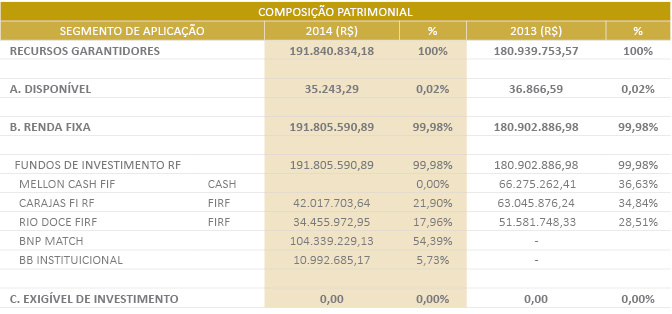 COMPOSIÇÃO PATRIMONIAL
SEGMENTO DE APLICAÇÃO 2014 (R$) % 2013 (R$) %
RECURSOS GARANTIDORES 191.840.834,18 100% 180.939.753,57 100%
A. DISPONÍVEL 35.243,29 0,02% 36.866,59 0,02%
B. RENDA FIXA 191.805.590,89 99,98% 180.902.886,98 99,98%
FUNDOS DE INVESTIMENTO RF 191.805.590,89 99,98% 180.902.886,98 99,98%
MELLON CASH FIF CASH 0,00% 66.275.262,41 36,63%
CARAJAS FI RF FIRF 42.017.703,64 21,90% 63.045.876,24 34,84%
RIO DOCE FIRF FIRF 34.455.972,95 17,96% 51.581.748,33 28,51%
BNP MATCH 104.339.229,13 54,39% -
BB INSTITUICIONAL 10.992.685,17 5,73% -
C. EXIGÍVEL DE INVESTIMENTO 0,00 0,00% 0,00 0,00%